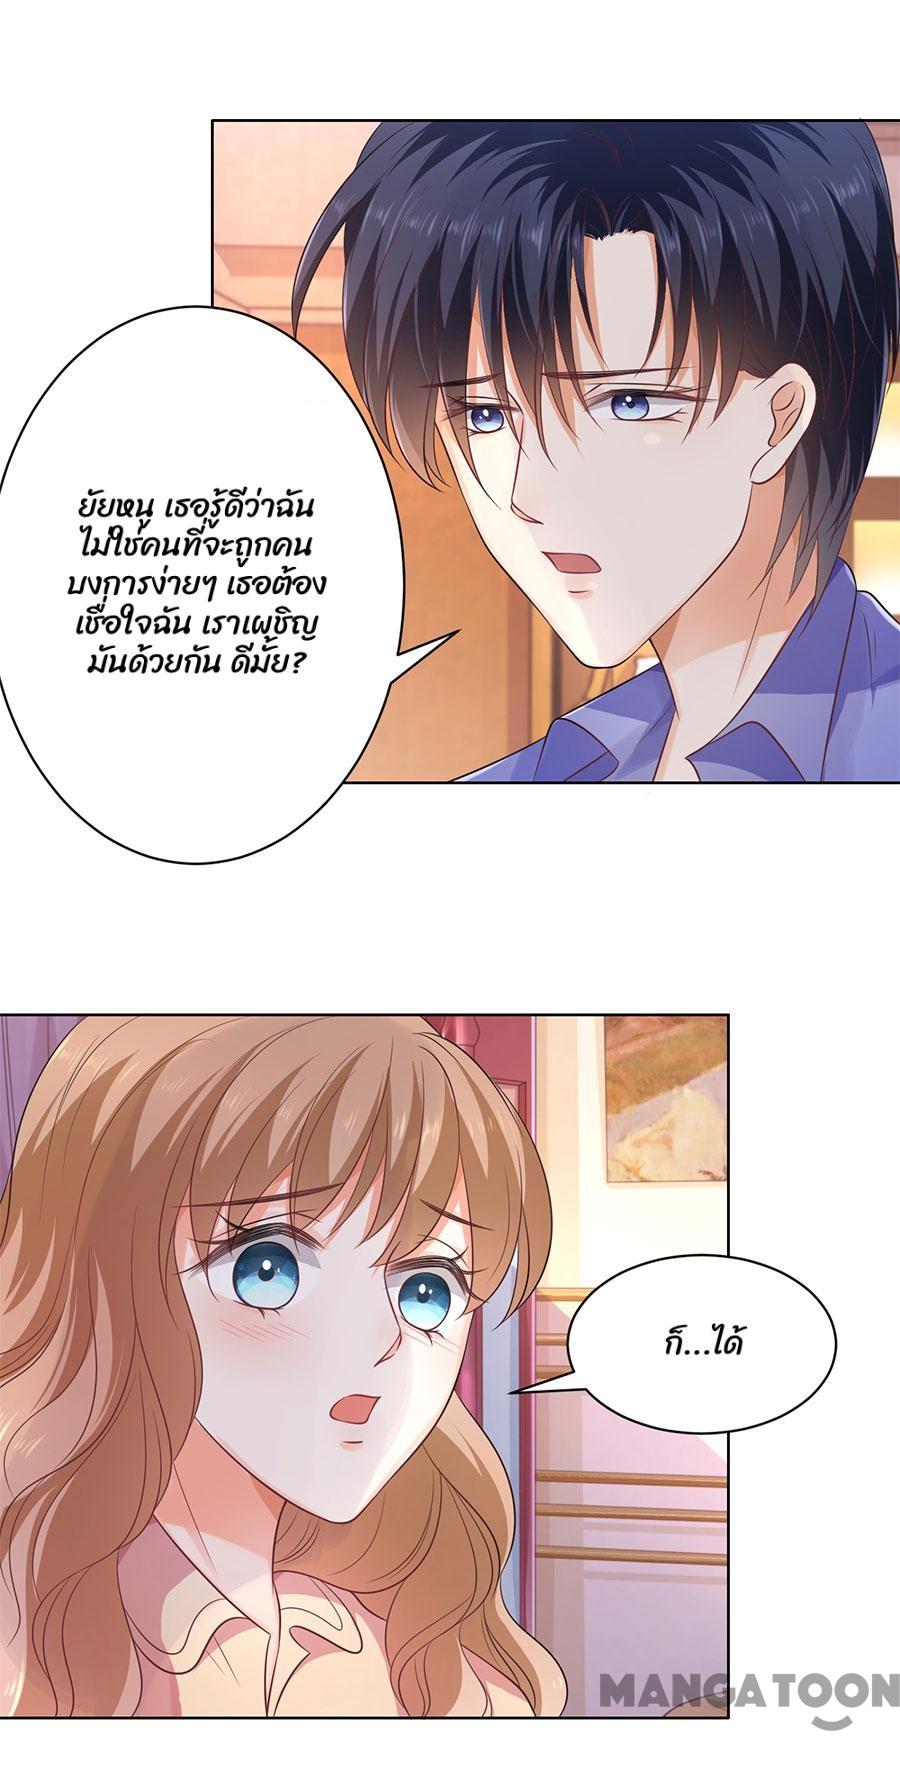 ยัยหนู เธอรู้ดีว่าฉัน
ไม่ใช่คนที่จะถูกคน
บงการง่ายๆ เธอต้อง
เชื่อใจฉัน เราเผชิญ
มันด้วยกัน ดีมั้ย?
ก็...ได้
MANGATOON